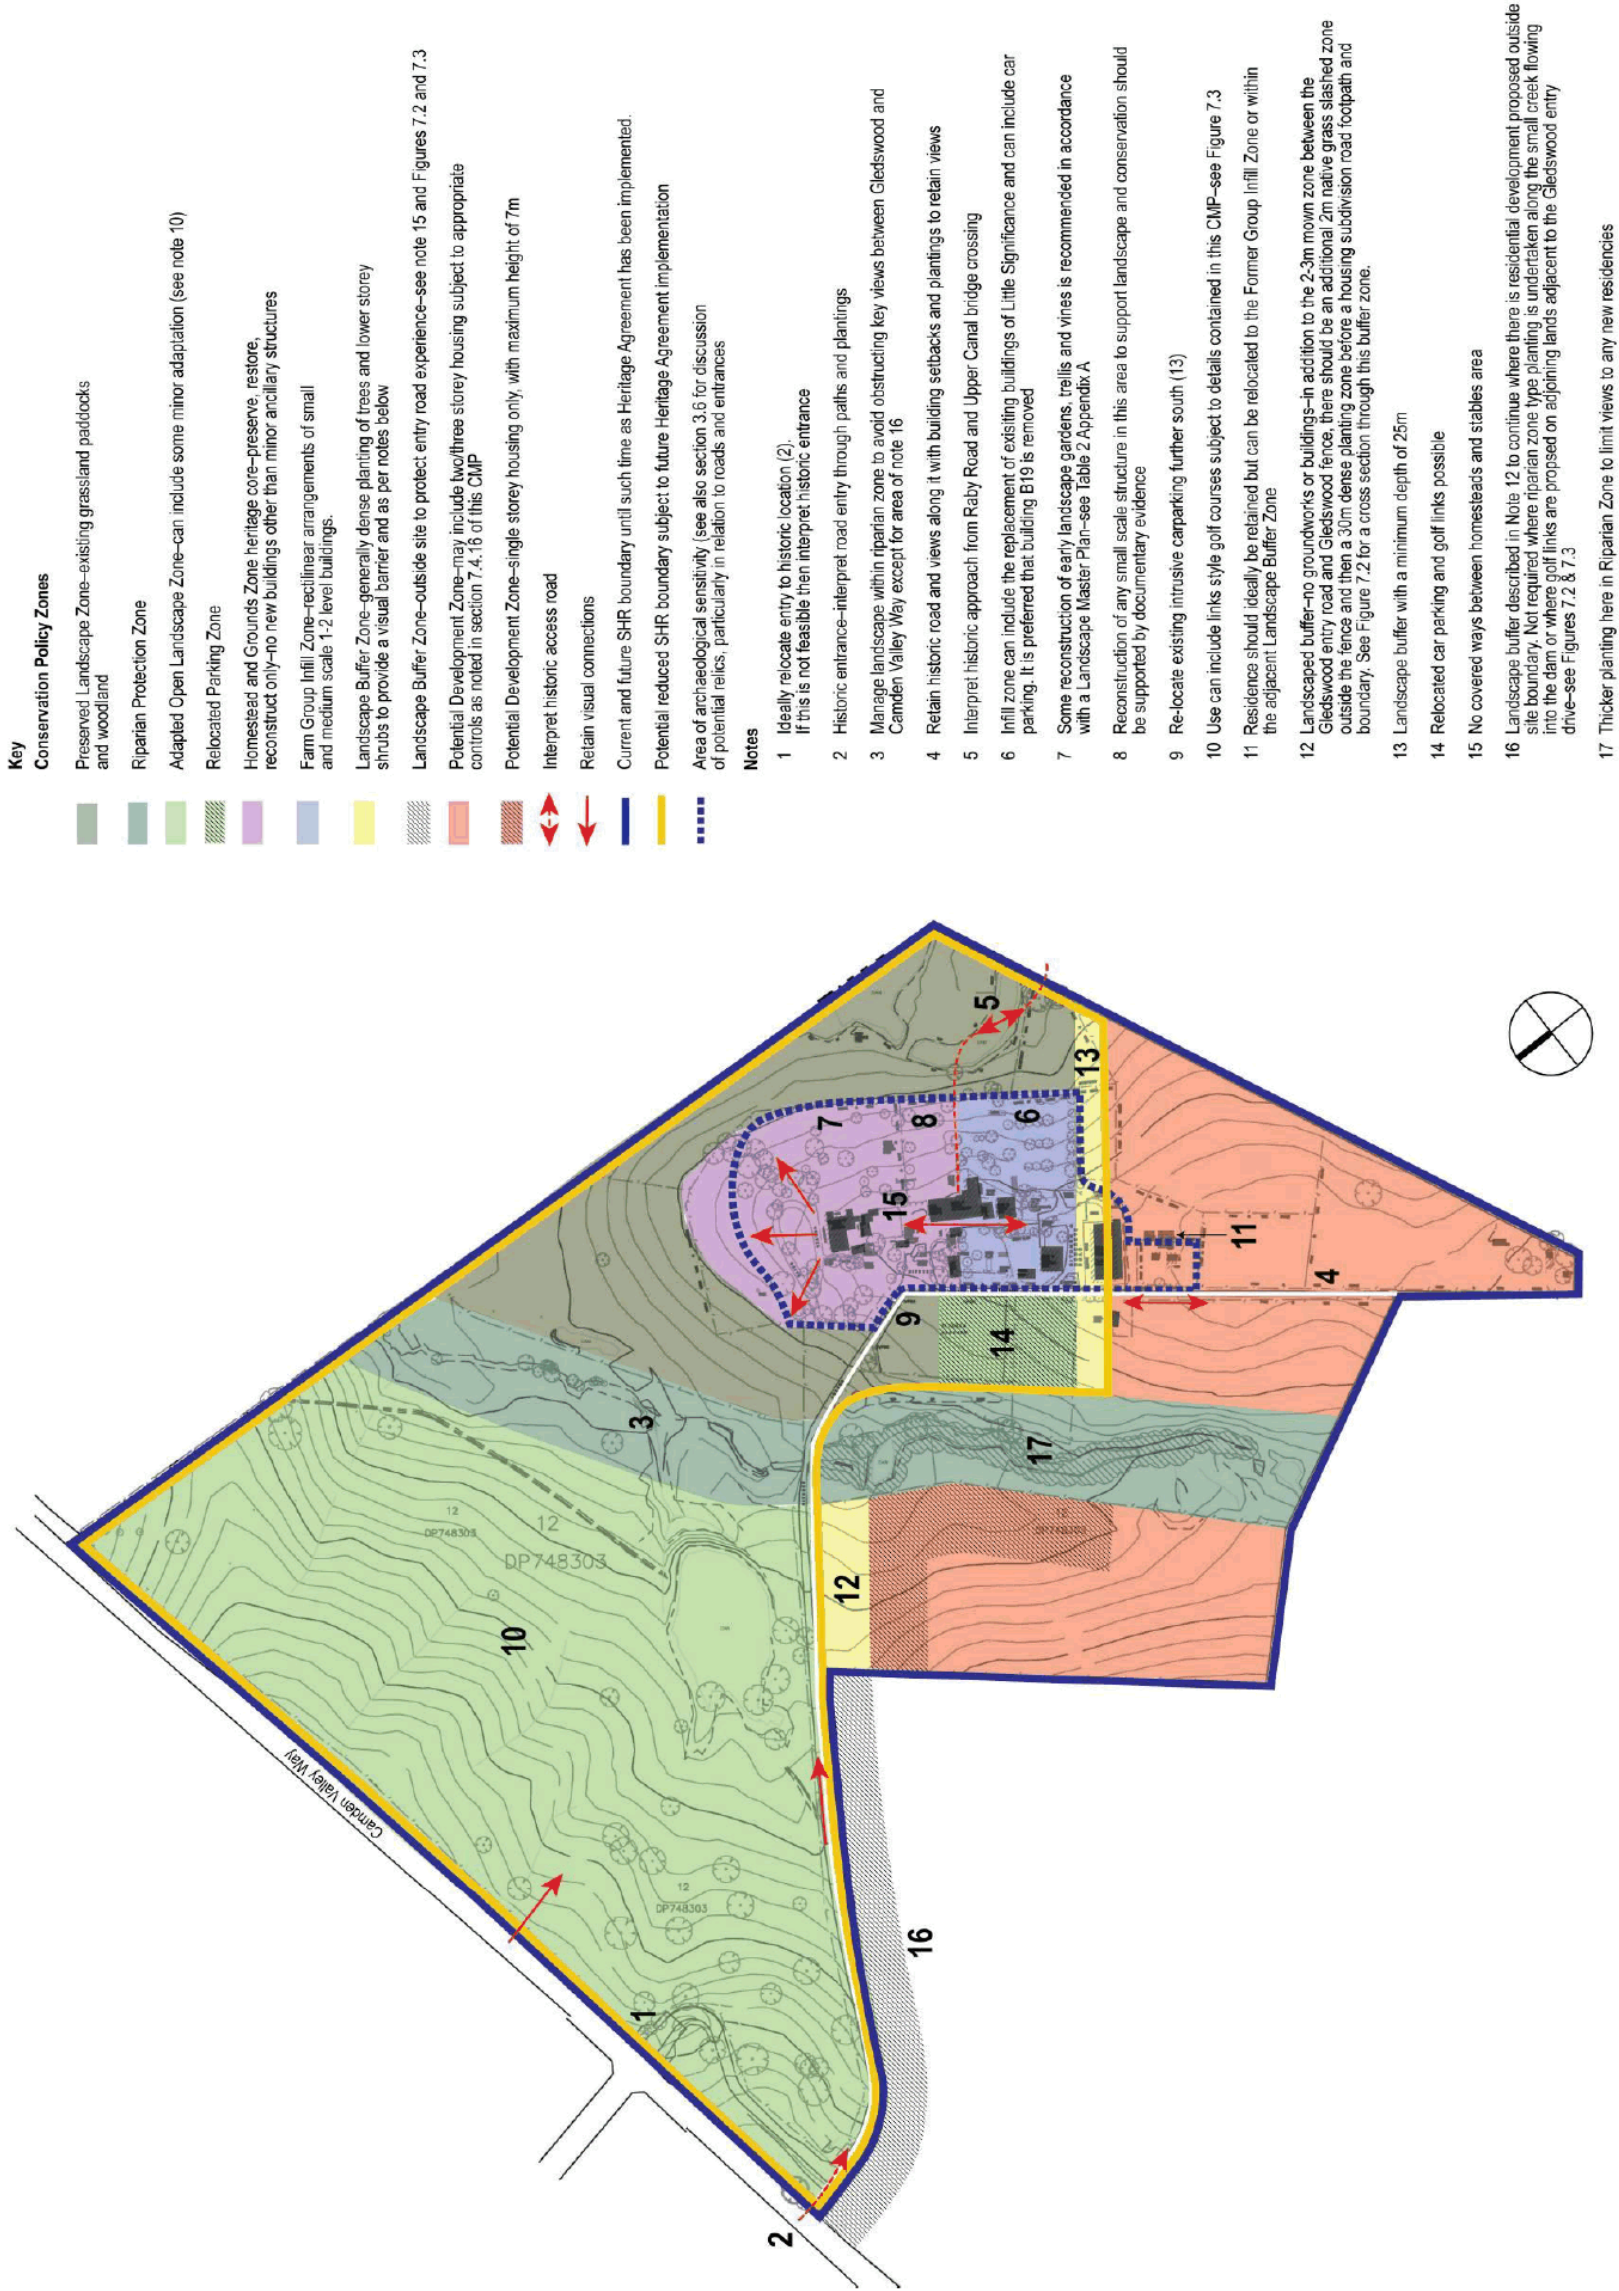 Key
Conservation Policy Zones
Preserved Landscape Zone–existing grassland paddocks
and woodland
Riparian Protection Zone
Adapted Open Landscape Zone–can include some minor adaptation (see note 10)
Relocated Parking Zone
Homestead and Grounds Zone heritage core–preserve, restore,
reconstruct only–no new buildings other than minor ancillary structures
Farm Group Infill Zone–rectilinear arrangements of small
and medium scale 1-2 level buildings.
Landscape Buffer Zone–generally dense planting of trees and lower storey
shrubs to provide a visual barrier and as per notes below
Landscape Buffer Zone–outside site to protect entry road experience–see note 15 and Figures 7.2 and 7.3
Potential Development Zone–may include two/three storey housing subject to appropriate
controls as noted in section 7.4.16 of this CMP
Potential Development Zone–single storey housing only, with maximum height of 7m
Interpret historic access road
Retain visual connections
Current and future SHR boundary until such time as Heritage Agreement has been implemented.
Potential reduced SHR boundary subject to future Heritage Agreement implementation
Area of archaeological sensitivity (see also section 3.6 for discussion
of potential relics, particularly in relation to roads and entrances
Notes
1 Ideally relocate entry to historic location (2).
If this is not feasible then interpret historic entrance
2 Historic entrance–interpret road entry through paths and plantings
3 Manage landscape within riparian zone to avoid obstructing key views between Gledswood and
Camden Valley Way except for area of note 16
4 Retain historic road and views along it with building setbacks and plantings to retain views
5 Interpret historic approach from Raby Road and Upper Canal bridge crossing
6 Infill zone can include the replacement of exisiting buildings of Little Significance and can include car
parking. It is preferred that building B19 is removed
7 Some reconstruction of early landscape gardens, trellis and vines is recommended in accordance
with a Landscape Master Plan–see Table 2 Appendix A
8 Reconstruction of any small scale structure in this area to support landscape and conservation should
be supported by documentary evidence
9 Re-locate existing intrusive carparking further south (13)
10 Use can include links style golf courses subject to details contained in this CMP–see Figure 7.3
11 Residence should ideally be retained but can be relocated to the Former Group Infill Zone or within
the adjacent Landscape Buffer Zone
12 Landscaped buffer–no groundworks or buildings–in addition to the 2-3m mown zone between the
Gledswood entry road and Gledswood fence, there should be an additional 2m native grass slashed zone
outside the fence and then a 30m dense planting zone before a housing subdivision road footpath and
boundary. See Figure 7.2 for a cross section through this buffer zone.
13 Landscape buffer with a minimum depth of 25m
14 Relocated car parking and golf links possible
15 No covered ways between homesteads and stables area
16 Landscape buffer described in Note 12 to continue where there is residential development proposed outside
site boundary. Not required where riparian zone type planting is undertaken along the small creek flowing
into the dam or where golf links are propsed on adjoining lands adjacent to the Gledswood entry
drive–see Figures 7.2 & 7.3
17 Thicker planting here in Riparian Zone to limit views to any new residencies
Camden Valley Way
1
2
3
4
5
6
7
8
9
10
11
12
13
14
15
16
17
12
DP748303
12
DP748303
12
DP748303
12
DP748303